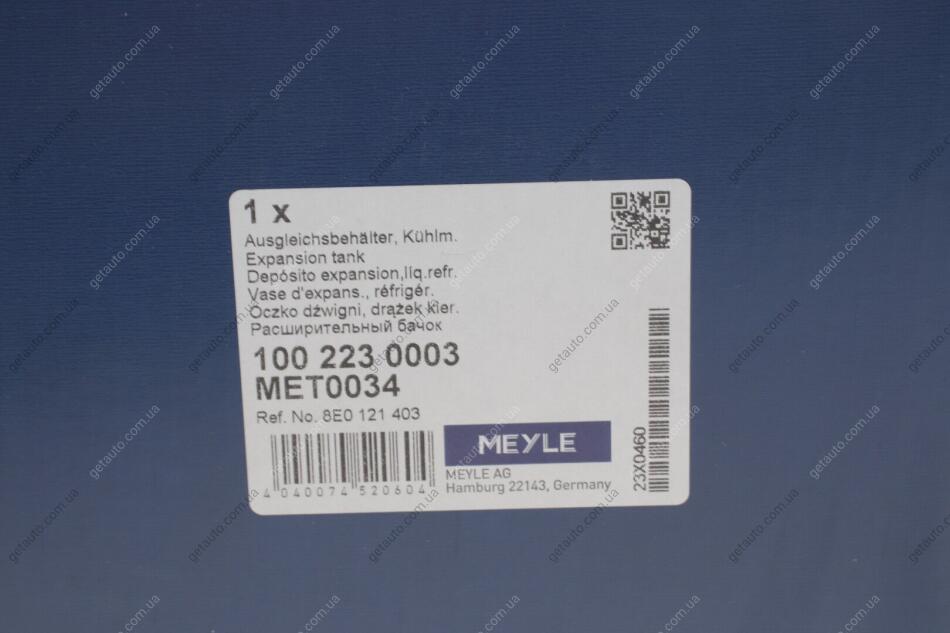 1 x
Ausgleichsbehälter, Kühlm.
Expansion tank
Depósito expansion,líq.refr.
Vase d'expans., réfrigér.
Oczko dźwigni, drążek kier.
Расширительный бачок
100 223 0003
MET0034
Ref. No. 8E0 121 403
4 040074 520604
MEYLE
MEYLE AG
Hamburg 22143, Germany
23X0460
getauto.com.ua